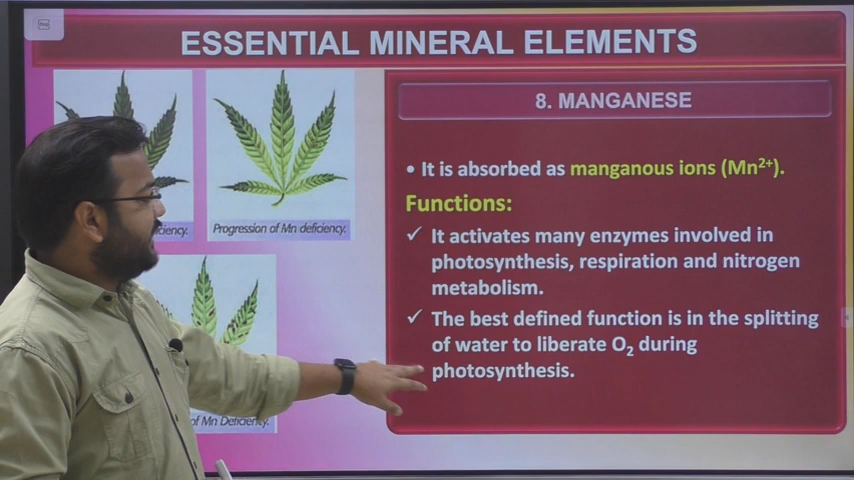 ESSENTIAL MINERAL ELEMENTS
8. MANGANESE
• It is absorbed as manganous ions (Mn²⁺).
Functions:
✓ It activates many enzymes involved in
photosynthesis, respiration and nitrogen
metabolism.
✓ The best defined function is in the splitting
of water to liberate O₂ during
photosynthesis.
ciency.
Progression of Mn deficiency.
of Mn Deficiency.